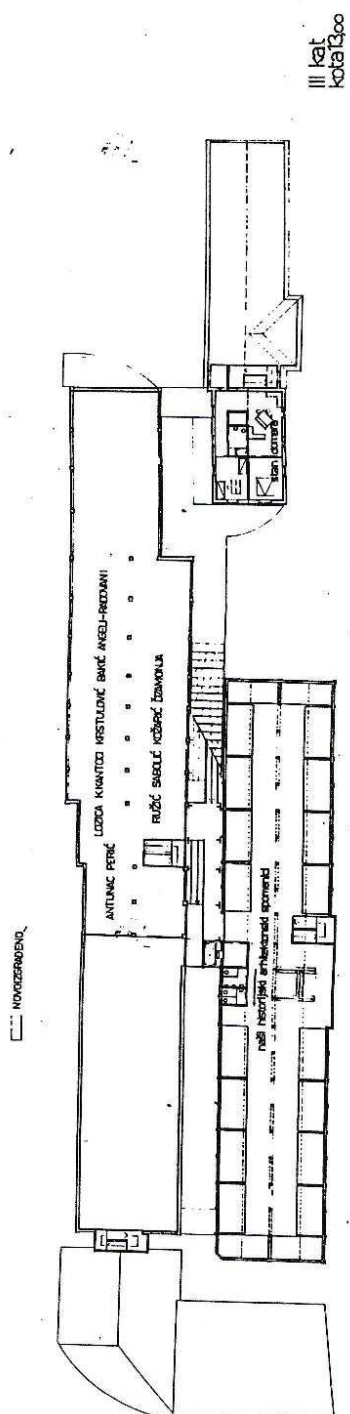 III kat
kota 13,00
NOVOIZGRAĐENO
LOZICA K.KANTOCI KRSTULOVIĆ BAKIĆ ANGELI-RADOVANI
ANTUNAC PERIĆ
RUŽIĆ SABOLIĆ KOŽARIĆ DŽAMONJA
stan domara
naši historijski arhitektonski spomenici